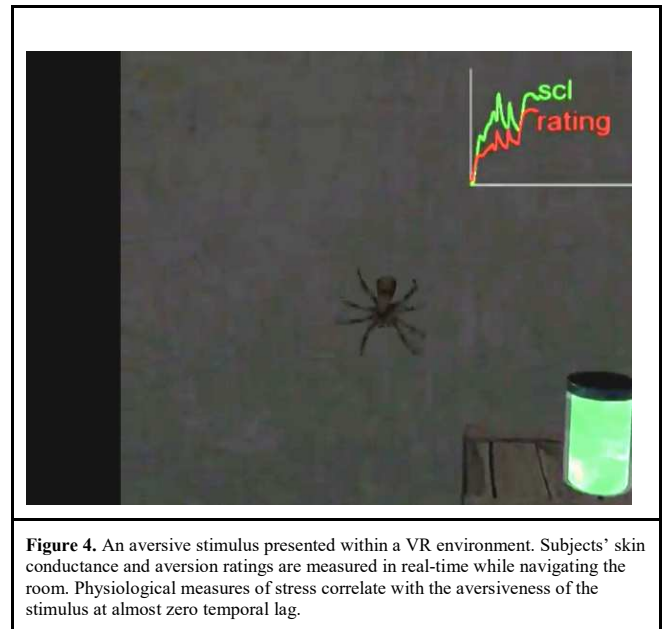 scl
rating
Figure 4. An aversive stimulus presented within a VR environment. Subjects’ skin
conductance and aversion ratings are measured in real-time while navigating the
room. Physiological measures of stress correlate with the aversiveness of the
stimulus at almost zero temporal lag.